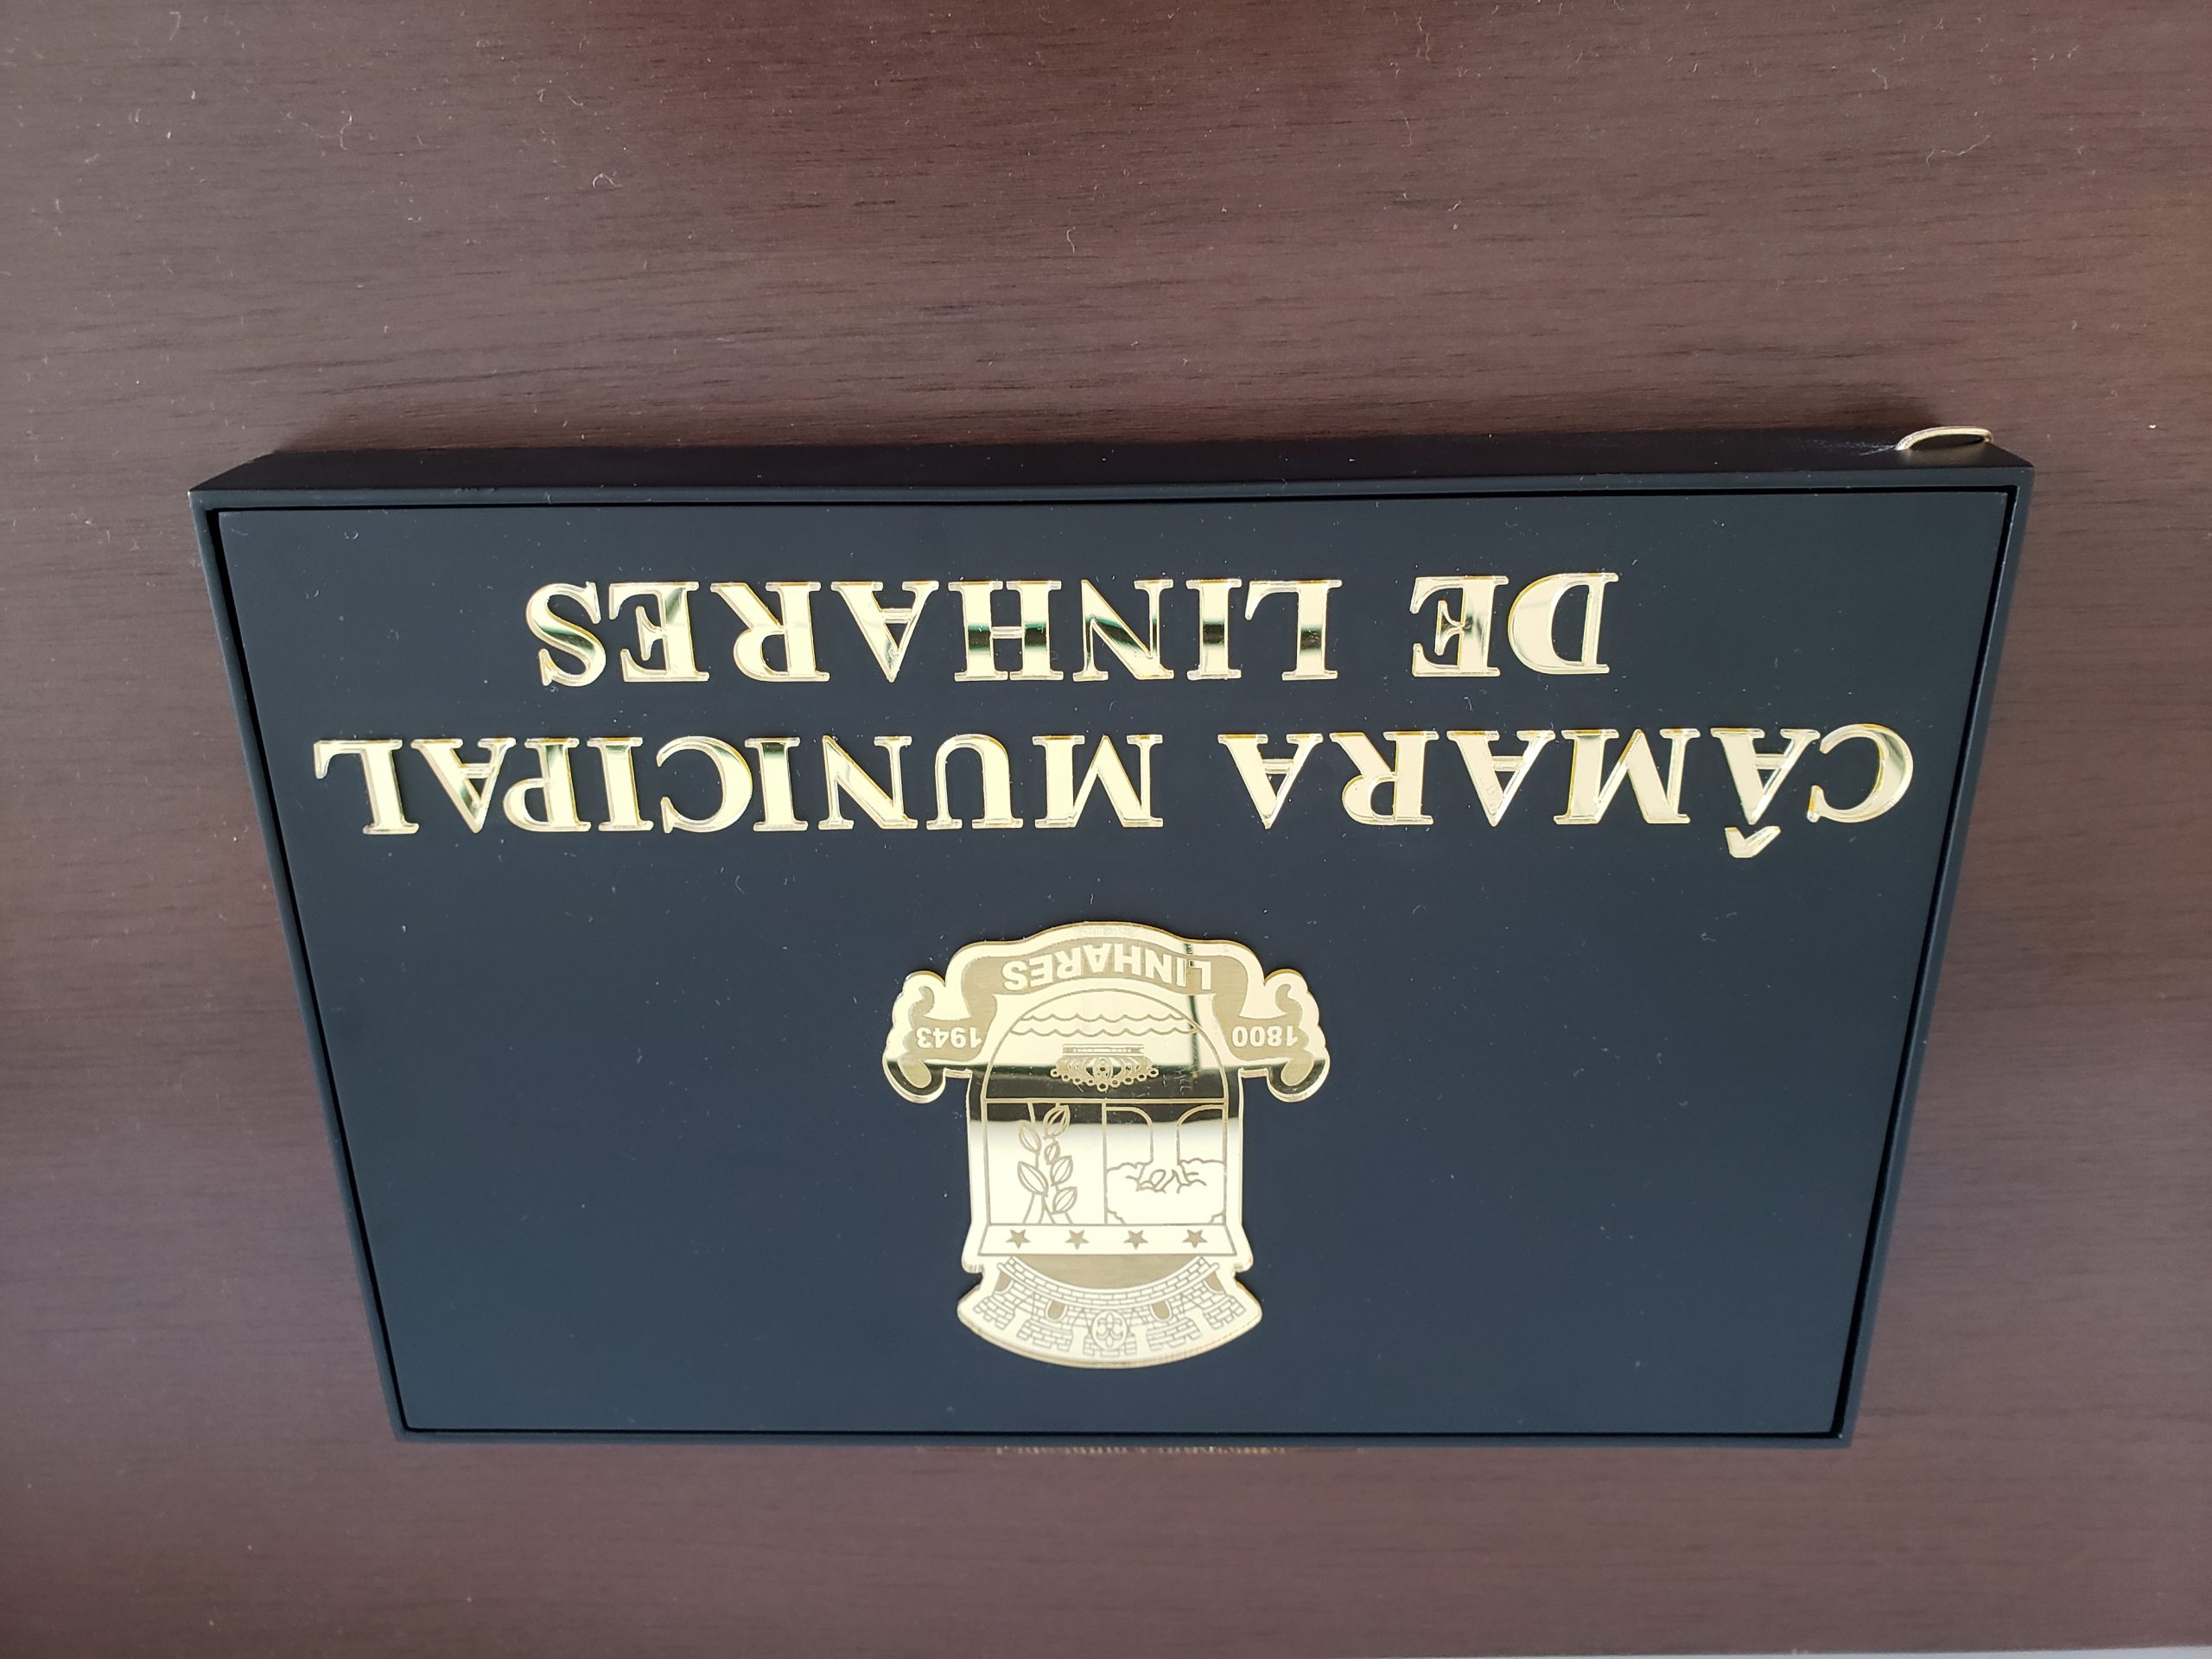 1800 1943
LINHARES
CÂMARA MUNICIPAL
DE LINHARES